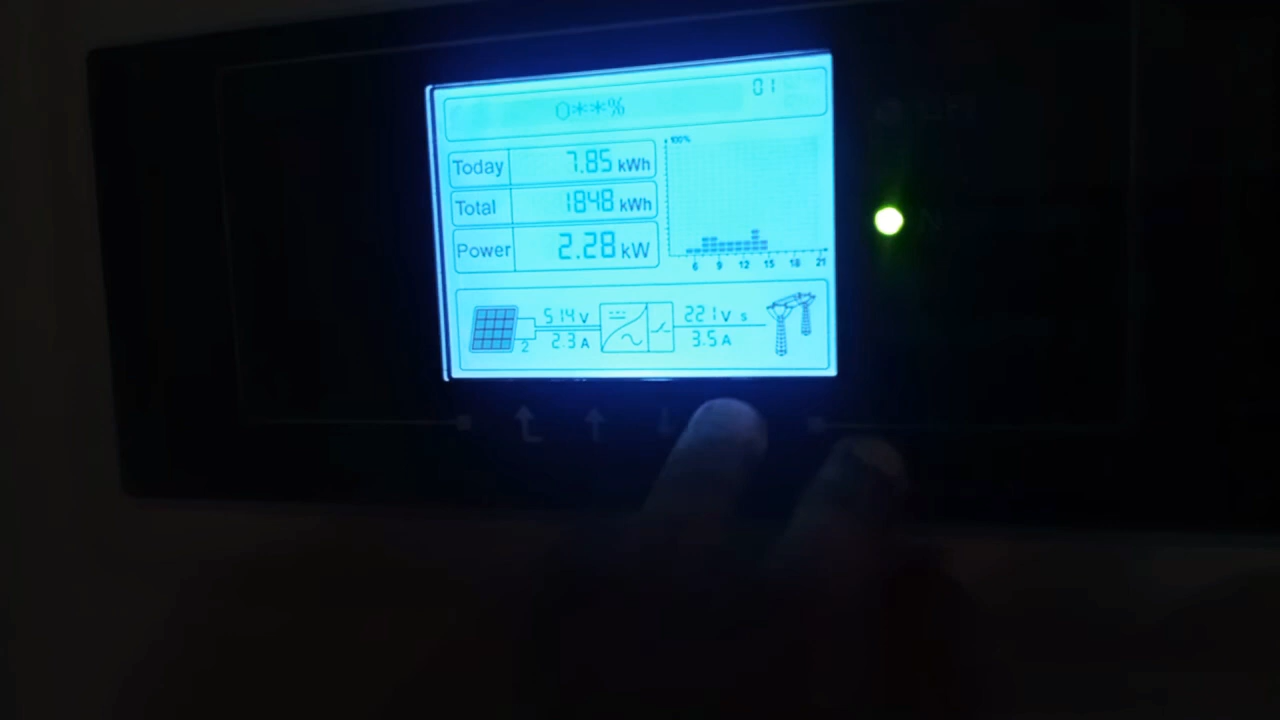 01
0**%
Today 7.85 kWh
Total 1848 kWh
Power 2.28 kW
100%
6 9 12 15 18 21
514 V
2.3 A
2
221 V s
3.5 A